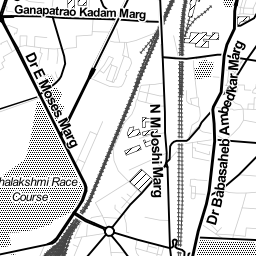 Ganapatrao Kadam Marg
Dr E Moses Marg
N M Joshi Marg
Dr Babasaheb Ambedkar Marg
halakshmi Race
Course